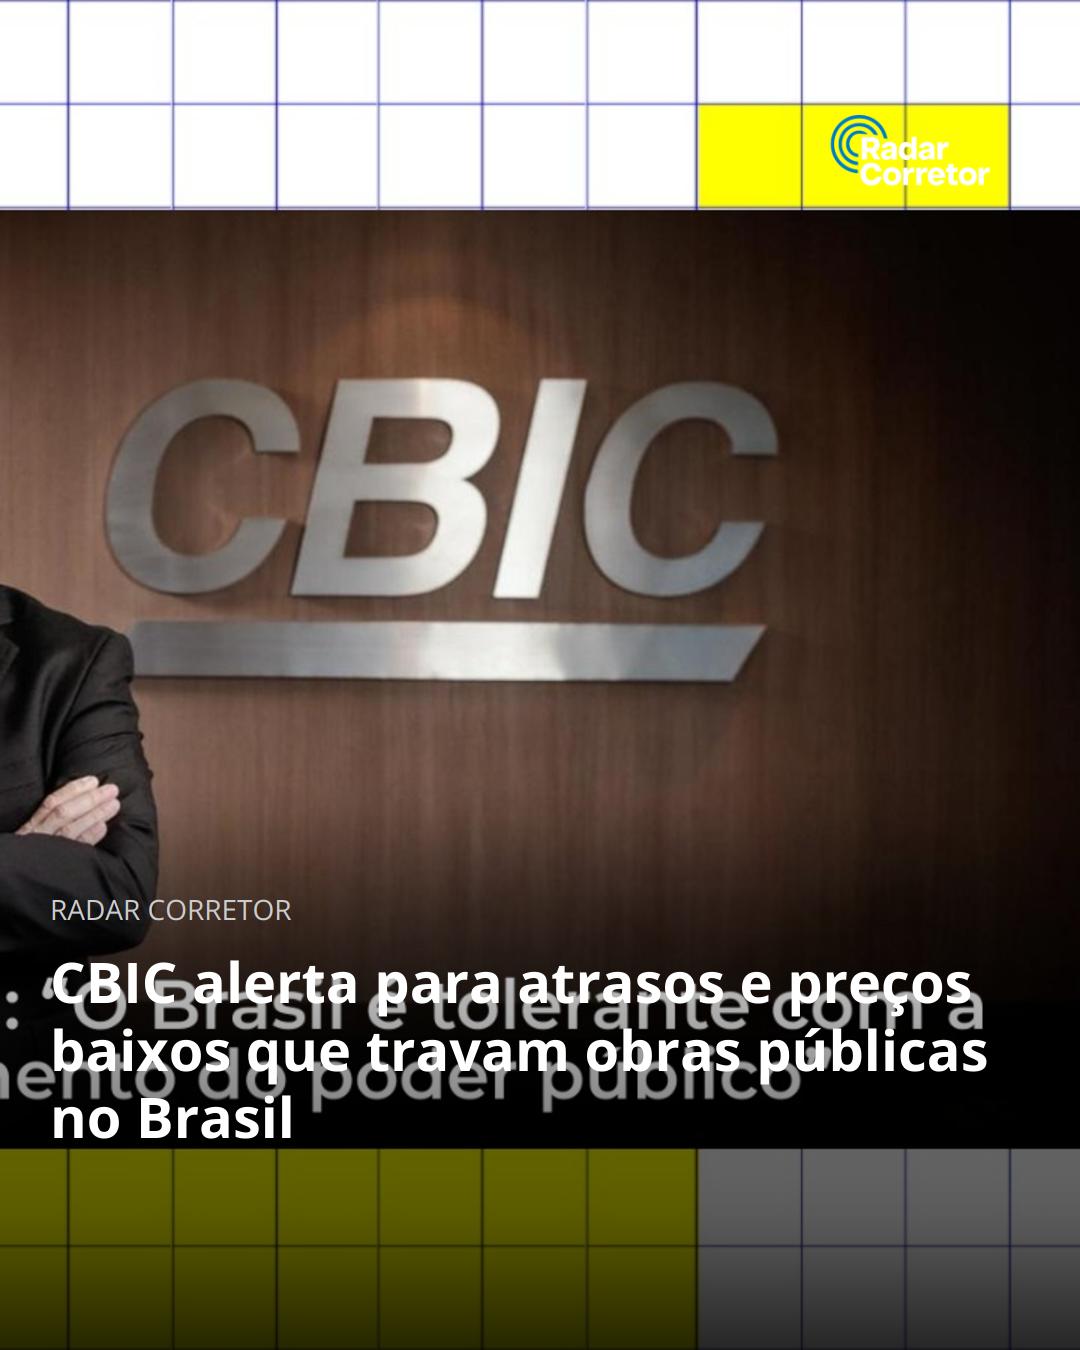 Radar
Corretor
CBIC
RADAR CORRETOR
CBIC alerta para atrasos e preços
baixos que travam obras públicas
no Brasil
: “O Brasil é tolerante com a
mento do poder público”